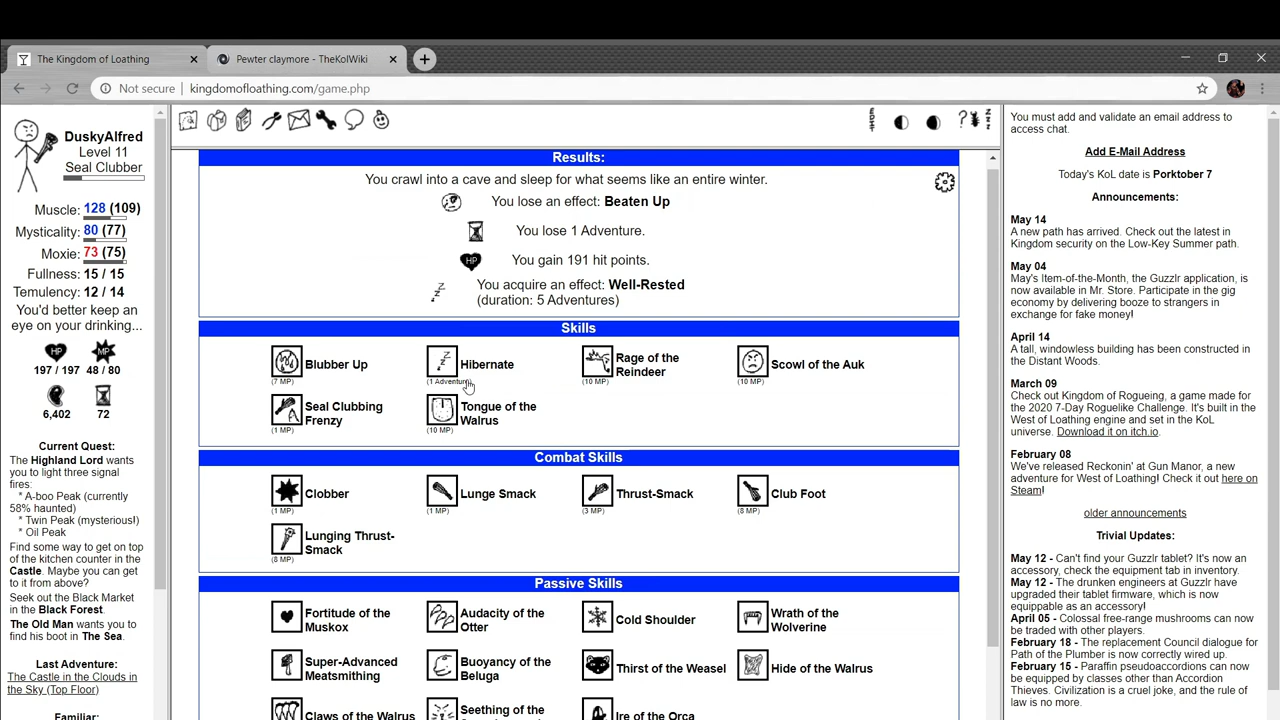 The Kingdom of Loathing
Pewter claymore - TheKolWiki
Not secure
kingdomofloathing.com/game.php
DuskyAlfred
Level 11
Seal Clubber
Muscle: 128 (109)
Mysticality: 80 (77)
Moxie: 73 (75)
Fullness: 15 / 15
Temulency: 12 / 14
You'd better keep an
eye on your drinking...
HP
MP
197 / 197
48 / 80
6,402
72
Current Quest:
The Highland Lord wants
you to light three signal
fires:
* A-boo Peak (currently
58% haunted)
* Twin Peak (mysterious!)
* Oil Peak
Find some way to get on top
of the kitchen counter in the
Castle. Maybe you can get
to it from above?
Seek out the Black Market
in the Black Forest.
The Old Man wants you to
find his boot in The Sea.
Last Adventure:
The Castle in the Clouds in
the Sky (Top Floor)
Familiar:
EDIT
Results:
You crawl into a cave and sleep for what seems like an entire winter.
You lose an effect: Beaten Up
You lose 1 Adventure.
HP
You gain 191 hit points.
You acquire an effect: Well-Rested
(duration: 5 Adventures)
Skills
Blubber Up
(7 MP)
Hibernate
(1 Adventure)
Rage of the
Reindeer
(10 MP)
Scowl of the Auk
(10 MP)
Seal Clubbing
Frenzy
(1 MP)
Tongue of the
Walrus
(10 MP)
Combat Skills
Clobber
(1 MP)
Lunge Smack
(1 MP)
Thrust-Smack
(3 MP)
Club Foot
(8 MP)
Lunging Thrust-
Smack
(8 MP)
Passive Skills
Fortitude of the
Muskox
Audacity of the
Otter
Cold Shoulder
Wrath of the
Wolverine
Super-Advanced
Meatsmithing
Buoyancy of the
Beluga
Thirst of the Weasel
Hide of the Walrus
Claws of the Walrus
Seething of the
Ire of the Orca
You must add and validate an email address to
access chat.
Add E-Mail Address
Today's KoL date is Porktober 7
Announcements:
May 14
A new path has arrived. Check out the latest in
Kingdom security on the Low-Key Summer path.
May 04
May's Item-of-the-Month, the Guzzlr application, is
now available in Mr. Store. Participate in the gig
economy by delivering booze to strangers in
exchange for fake money!
April 14
A tall, windowless building has been constructed in
the Distant Woods.
March 09
Check out Kingdom of Rogueing, a game made for
the 2020 7-Day Roguelike Challenge. It's built in the
West of Loathing engine and set in the KoL
universe. Download it on itch.io.
February 08
We've released Reckonin' at Gun Manor, a new
adventure for West of Loathing! Check it out here on
Steam!
older announcements
Trivial Updates:
May 12 - Can't find your Guzzlr tablet? It's now an
accessory, check the equipment tab in inventory.
May 12 - The drunken engineers at Guzzlr have
upgraded their tablet firmware, which is now
equippable as an accessory!
April 05 - Colossal free-range mushrooms can now
be traded with other players.
February 18 - The replacement Council dialogue for
Path of the Plumber is now correctly wired up.
February 15 - Paraffin pseudoaccordions can now
be equipped by classes other than Accordion
Thieves. Civilization is a cruel joke, and the rule of
law is no more.